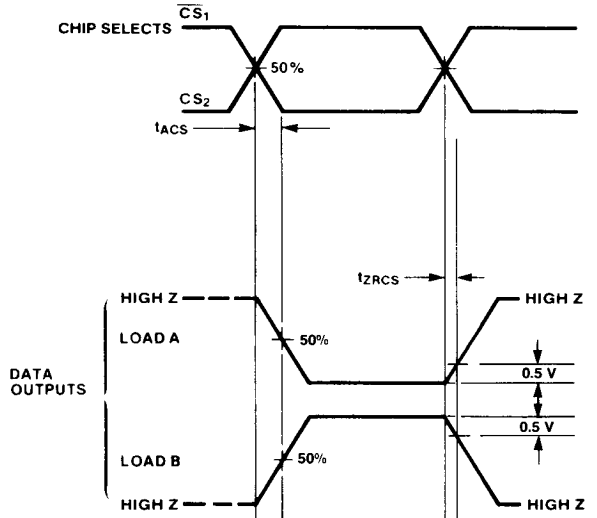 CHIP SELECTS
C̅S̅₁
50%
CS₂
tACS
tZRCS
HIGH Z
HIGH Z
LOAD A
50%
0.5 V
DATA
OUTPUTS
0.5 V
LOAD B
50%
HIGH Z
HIGH Z